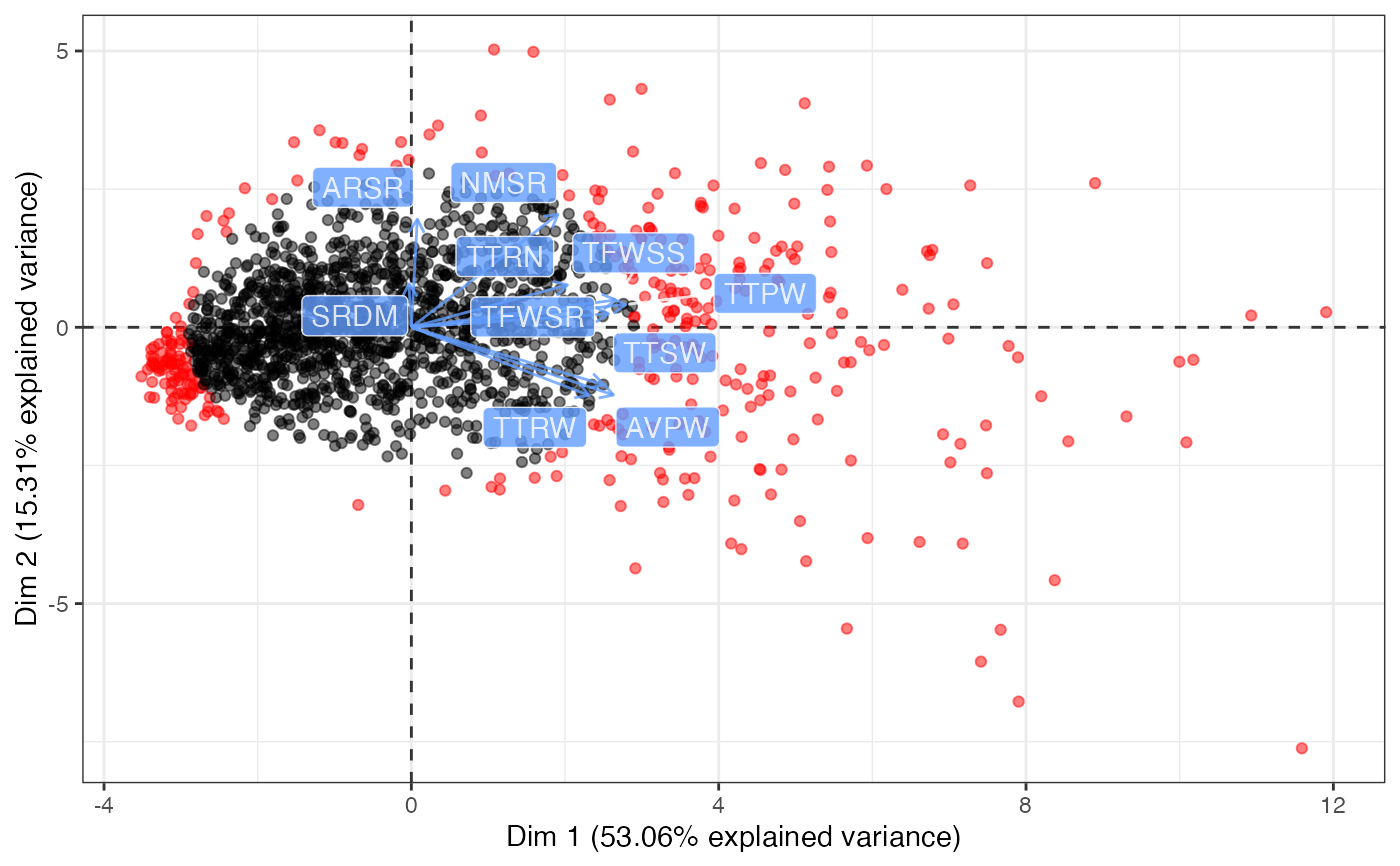 5
ARSR
NMSR
TTRN
TFWSS
TTPW
0
SRDM
TFWSR
TTSW
TTRW
AVPW
-5
-4
0
4
8
12
Dim 1 (53.06% explained variance)
Dim 2 (15.31% explained variance)